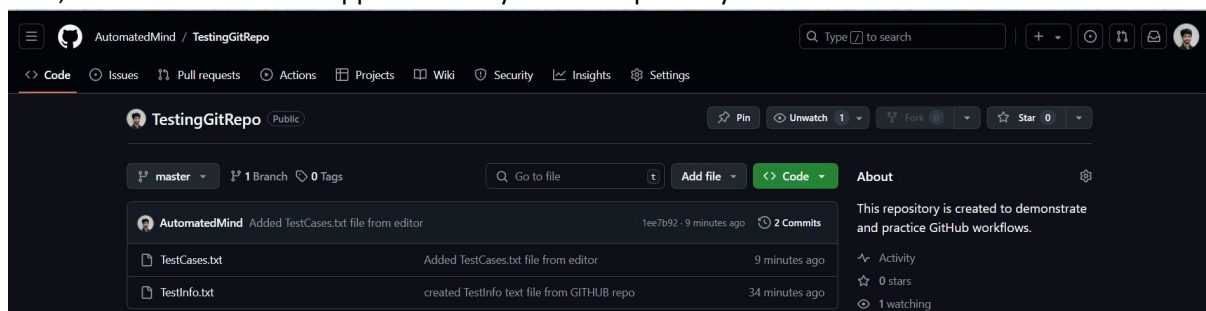 AutomatedMind / TestingGitRepo
Type / to search
Code Issues Pull requests Actions Projects Wiki Security Insights Settings
TestingGitRepo Public
Pin Unwatch 1 Fork 0 Star 0
master 1 Branch 0 Tags
Go to file t
Add file Code
About
AutomatedMind Added TestCases.txt file from editor 1ee7b92 · 9 minutes ago 2 Commits
TestCases.txt Added TestCases.txt file from editor 9 minutes ago
TestInfo.txt created TestInfo text file from GITHUB repo 34 minutes ago
This repository is created to demonstrate
and practice GitHub workflows.
Activity
0 stars
1 watching